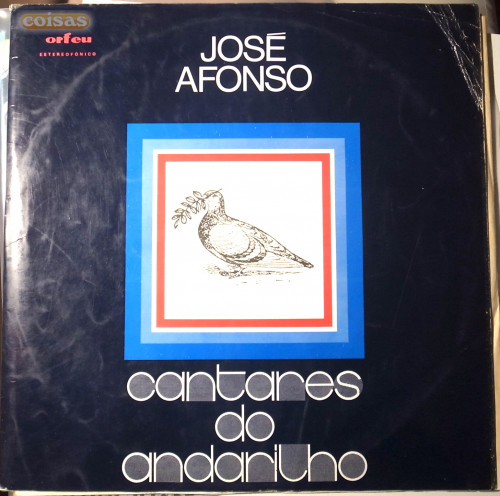 coisas
orfeu
ESTEREOFÓNICO
JOSÉ
AFONSO
cantares
do
andarilho